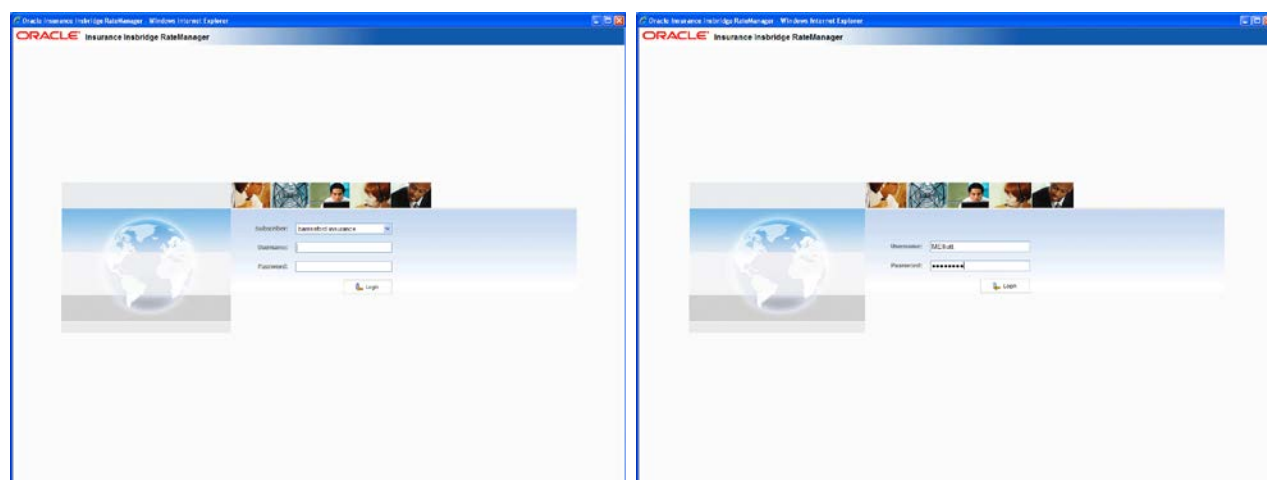 Oracle Insurance Insbridge RateManager - Windows Internet Explorer
ORACLE Insurance Insbridge RateManager
Subscriber:
insurance
Username:
Password:
Login
Oracle Insurance Insbridge RateManager - Windows Internet Explorer
ORACLE Insurance Insbridge RateManager
Username:
Password: ••••••••
Login